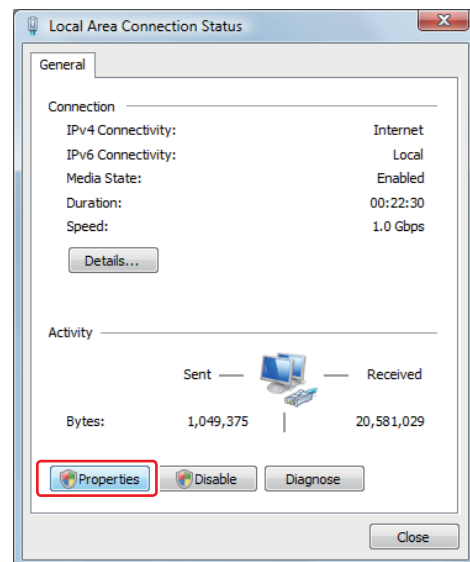 Local Area Connection Status
General
Connection
IPv4 Connectivity: Internet
IPv6 Connectivity: Local
Media State: Enabled
Duration: 00:22:30
Speed: 1.0 Gbps
Details...
Activity
Sent Received
Bytes: 1,049,375 20,581,029
Properties Disable Diagnose
Close